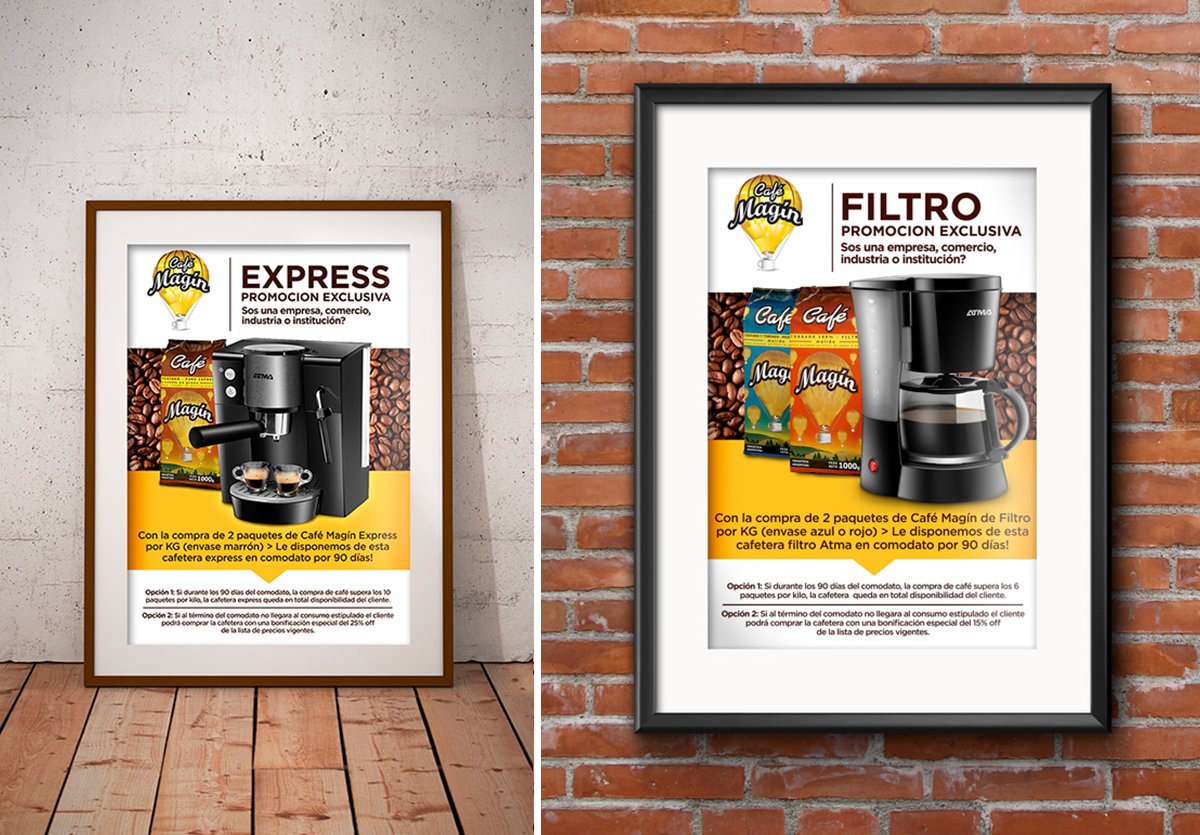 Café
Magín
EXPRESS
PROMOCION EXCLUSIVA
Sos una empresa, comercio,
industria o institución?
Café
Magín
1000g
ATMA
Con la compra de 2 paquetes de Café Magín Express
por KG (envase marrón) > Le disponemos de esta
cafetera express en comodato por 90 días!
Opción 1: Si durante los 90 días del comodato, la compra de café supera los 10
paquetes por kilo, la cafetera express queda en total disponibilidad del cliente.
Opción 2: Si al término del comodato no llegara al consumo estipulado el cliente
podrá comprar la cafetera con una bonificación especial del 25% off
de la lista de precios vigentes.
Café
Magín
FILTRO
PROMOCION EXCLUSIVA
Sos una empresa, comercio,
industria o institución?
Café
Magín
INDUSTRIA
ARGENTINA
Café
TORRADO 100% - FILTRO
molido
Magín
INDUSTRIA
ARGENTINA
PESO
NETO 1000g
ATMA
Con la compra de 2 paquetes de Café Magín de Filtro
por KG (envase azul o rojo) > Le disponemos de esta
cafetera filtro Atma en comodato por 90 días!
Opción 1: Si durante los 90 días del comodato, la compra de café supera los 6
paquetes por kilo, la cafetera queda en total disponibilidad del cliente.
Opción 2: Si al término del comodato no llegara al consumo estipulado el cliente
podrá comprar la cafetera con una bonificación especial del 15% off
de la lista de precios vigentes.